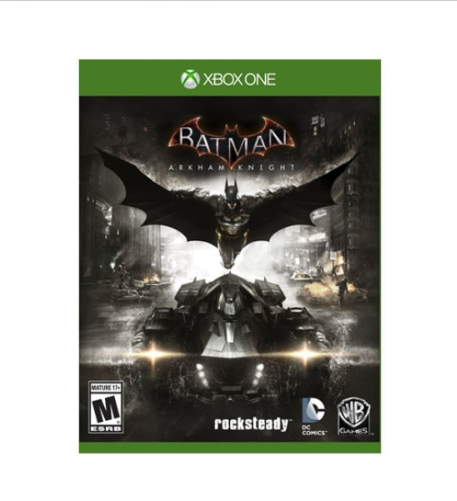 XBOX ONE
BATMAN
ARKHAM KNIGHT
MATURE 17+
M
ESRB
rocksteady
DC
COMICS
WB
GAMES